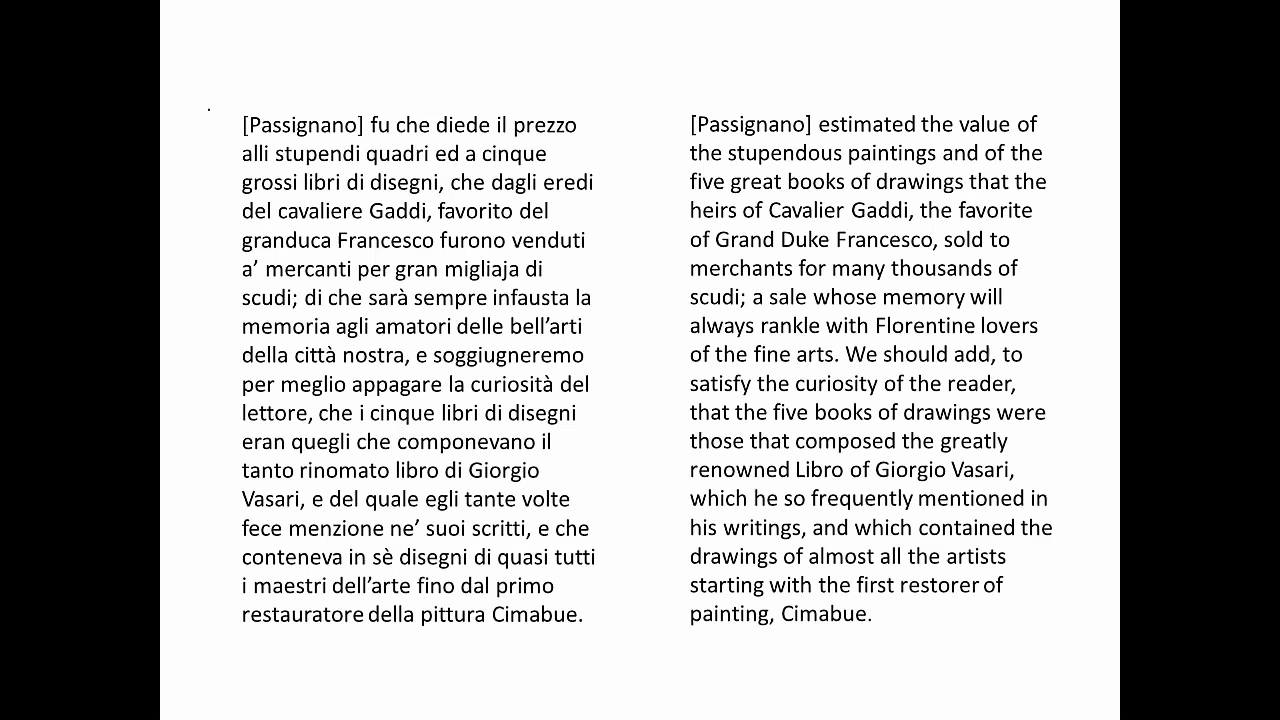 [Passignano] fu che diede il prezzo
alli stupendi quadri ed a cinque
grossi libri di disegni, che dagli eredi
del cavaliere Gaddi, favorito del
granduca Francesco furono venduti
a’ mercanti per gran migliaja di
scudi; di che sarà sempre infausta la
memoria agli amatori delle bell’arti
della città nostra, e soggiugneremo
per meglio appagare la curiosità del
lettore, che i cinque libri di disegni
eran quegli che componevano il
tanto rinomato libro di Giorgio
Vasari, e del quale egli tante volte
fece menzione ne’ suoi scritti, e che
conteneva in sè disegni di quasi tutti
i maestri dell’arte fino dal primo
restauratore della pittura Cimabue.
[Passignano] estimated the value of
the stupendous paintings and of the
five great books of drawings that the
heirs of Cavalier Gaddi, the favorite
of Grand Duke Francesco, sold to
merchants for many thousands of
scudi; a sale whose memory will
always rankle with Florentine lovers
of the fine arts. We should add, to
satisfy the curiosity of the reader,
that the five books of drawings were
those that composed the greatly
renowned Libro of Giorgio Vasari,
which he so frequently mentioned in
his writings, and which contained the
drawings of almost all the artists
starting with the first restorer of
painting, Cimabue.